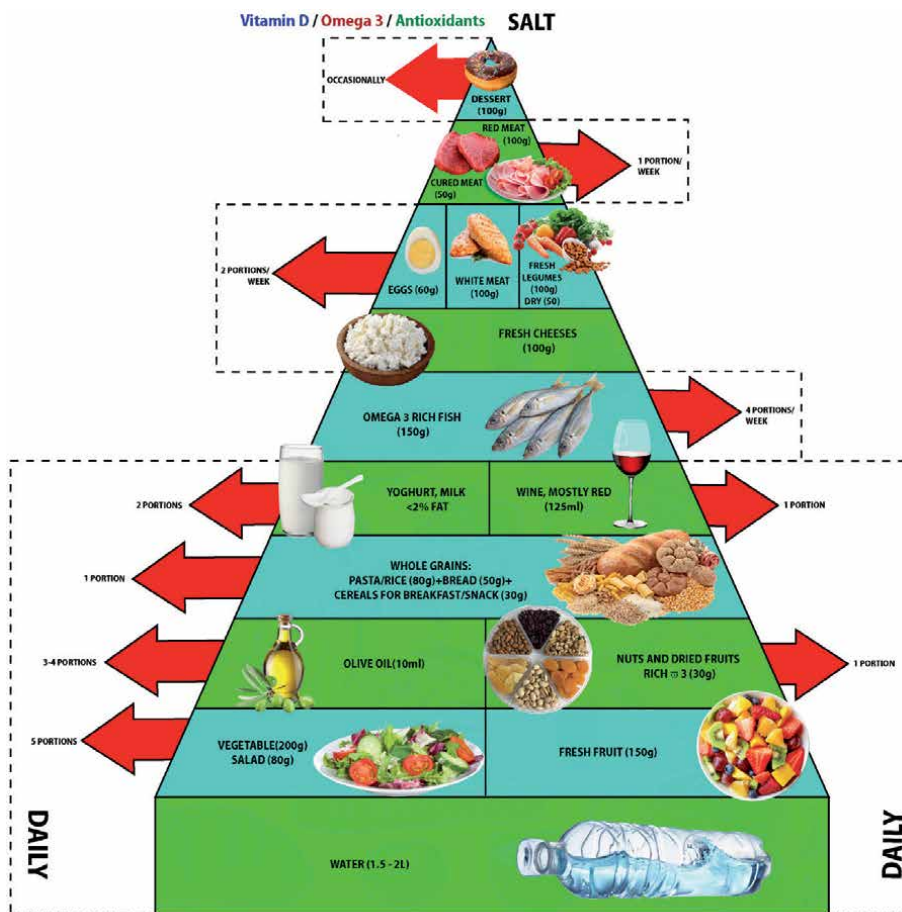 Vitamin D / Omega 3 / Antioxidants SALT
OCCASIONALLY
DESSERT
(100g)
RED MEAT
(100g)
CURED MEAT
(50g)
1 PORTION/
WEEK
2 PORTIONS/
WEEK
EGGS (60g)
WHITE MEAT
(100g)
FRESH
LEGUMES
(100g)
DRY (50)
FRESH CHEESES
(100g)
OMEGA 3 RICH FISH
(150g)
4 PORTIONS/
WEEK
2 PORTIONS
YOGHURT, MILK
<2% FAT
WINE, MOSTLY RED
(125ml)
1 PORTION
1 PORTION
WHOLE GRAINS:
PASTA/RICE (80g)+BREAD (50g)+
CEREALS FOR BREAKFAST/SNACK (30g)
3-4 PORTIONS
OLIVE OIL(10ml)
NUTS AND DRIED FRUITS
RICH ϖ 3 (30g)
1 PORTION
5 PORTIONS
VEGETABLE(200g)
SALAD (80g)
FRESH FRUIT (150g)
DAILY
WATER (1.5 - 2L)
DAILY